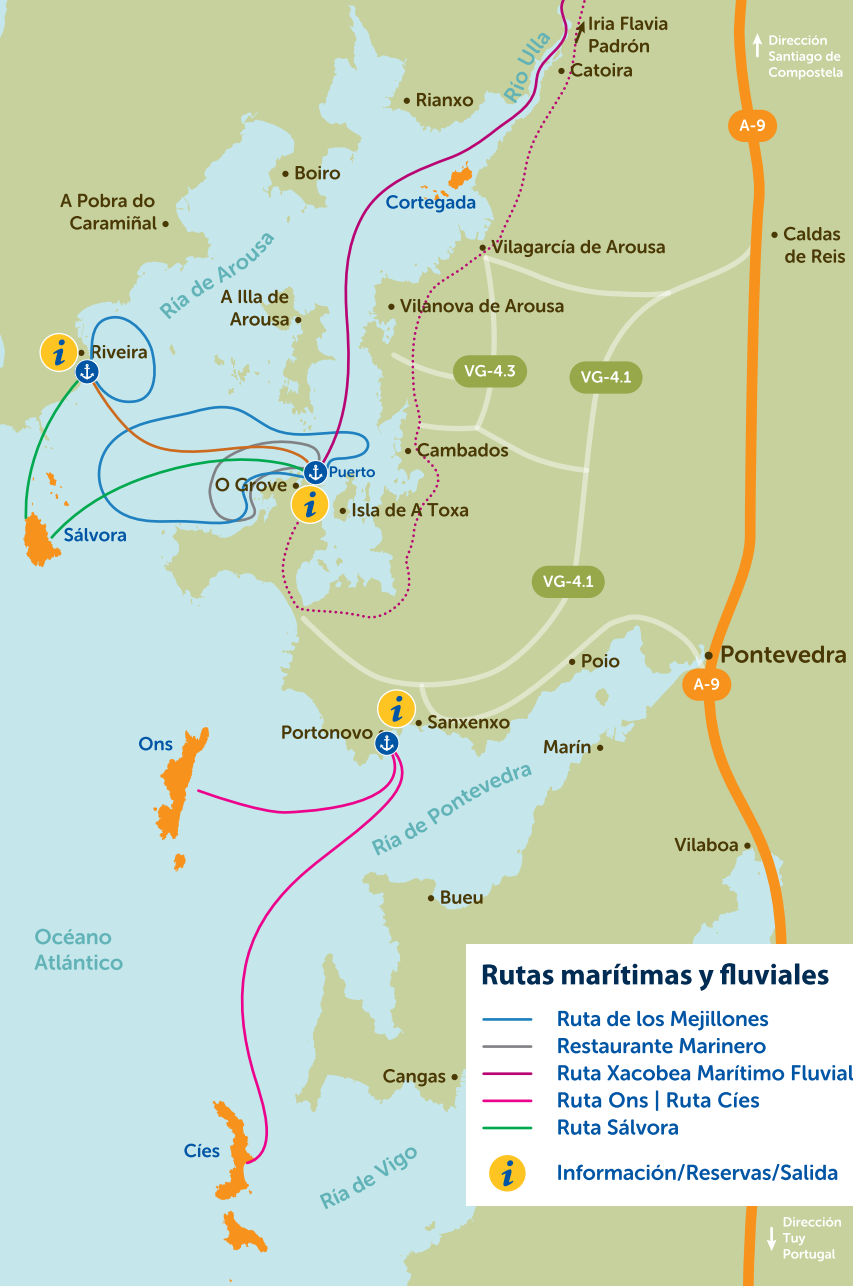 Iria Flavia
Padrón
Dirección
Santiago de
Compostela
Río Ulla
Catoira
Rianxo
A-9
Boiro
Cortegada
A Pobra do
Caramiñal
Caldas
de Reis
Vilagarcía de Arousa
Ría de Arousa
A Illa de
Arousa
Vilanova de Arousa
i
Riveira
VG-4.3
VG-4.1
Cambados
Puerto
O Grove
i
Isla de A Toxa
Sálvora
VG-4.1
Pontevedra
Poio
A-9
i
Sanxenxo
Portonovo
Ons
Marín
Ría de Pontevedra
Vilaboa
Bueu
Océano
Atlántico
Rutas marítimas y fluviales
Ruta de los Mejillones
Restaurante Marinero
Ruta Xacobea Marítimo Fluvial
Ruta Ons | Ruta Cíes
Ruta Sálvora
i
Información/Reservas/Salida
Cangas
Cíes
Ría de Vigo
Dirección
Tuy
Portugal